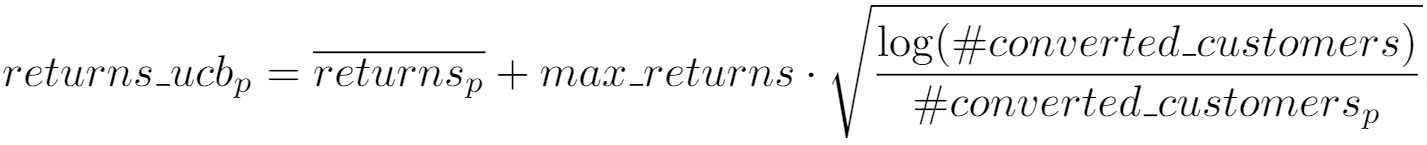 returns_ucb_p = \overline{returns_p} + max_returns · \sqrt{\frac{log(#converted_customers)}{#converted_customers_p}}